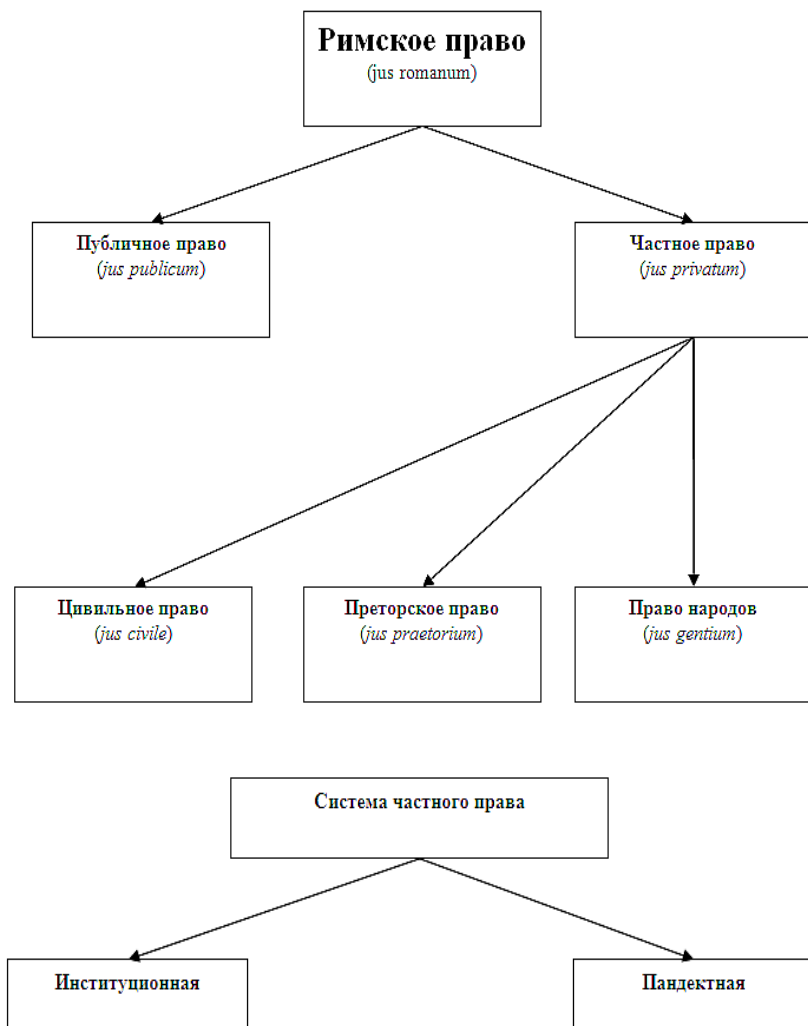 Римское право
(jus romanum)
Публичное право
(jus publicum)
Частное право
(jus privatum)
Цивильное право
(jus civile)
Преторское право
(jus praetorium)
Право народов
(jus gentium)
Система частного права
Институционная
Пандектная